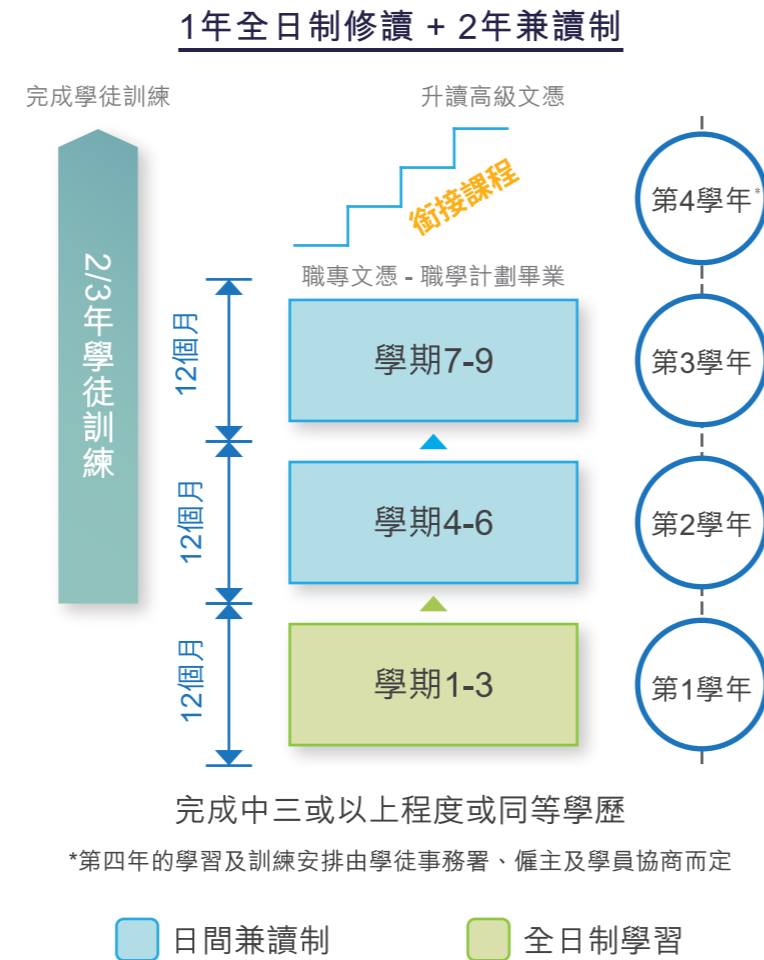 1年全日制修讀 + 2年兼讀制
完成學徒訓練
升讀高級文憑
銜接課程
第4學年*
職專文憑 - 職學計劃畢業
2/3年學徒訓練
12個月
學期7-9
第3學年
12個月
學期4-6
第2學年
12個月
學期1-3
第1學年
完成中三或以上程度或同等學歷
*第四年的學習及訓練安排由學徒事務署、僱主及學員協商而定
日間兼讀制
全日制學習